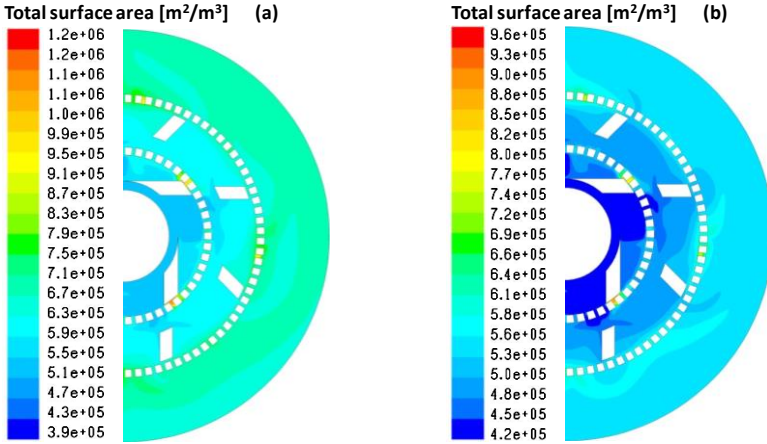 Total surface area [m²/m³] (a)
1.2e+06
1.2e+06
1.1e+06
1.1e+06
1.0e+06
9.9e+05
9.5e+05
9.1e+05
8.7e+05
8.3e+05
7.9e+05
7.5e+05
7.1e+05
6.7e+05
6.3e+05
5.9e+05
5.5e+05
5.1e+05
4.7e+05
4.3e+05
3.9e+05
Total surface area [m²/m³] (b)
9.6e+05
9.3e+05
9.0e+05
8.8e+05
8.5e+05
8.2e+05
8.0e+05
7.7e+05
7.4e+05
7.2e+05
6.9e+05
6.6e+05
6.4e+05
6.1e+05
5.8e+05
5.6e+05
5.3e+05
5.0e+05
4.8e+05
4.5e+05
4.2e+05